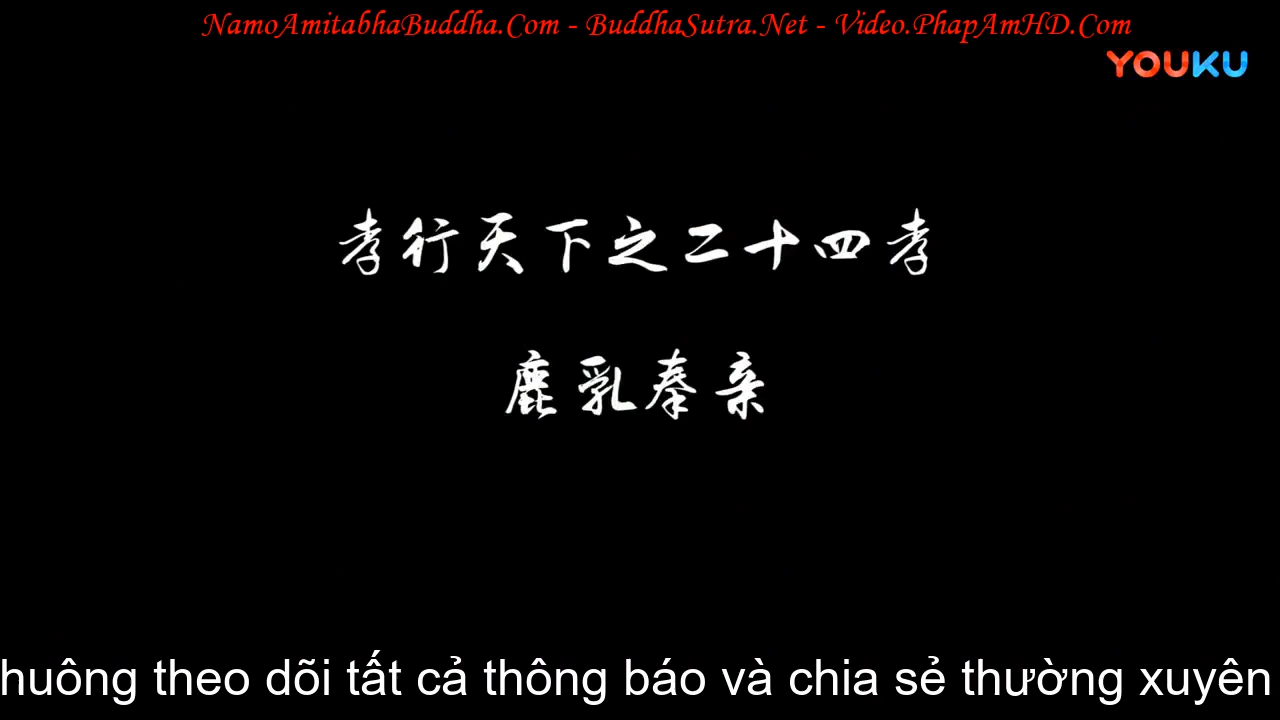 NamoAmitabhaBuddha.Com - BuddhaSutra.Net - Video.PhapAmHD.Com
YOUKU
孝行天下之二十四孝
鹿乳奉亲
huông theo dõi tất cả thông báo và chia sẻ thường xuyên